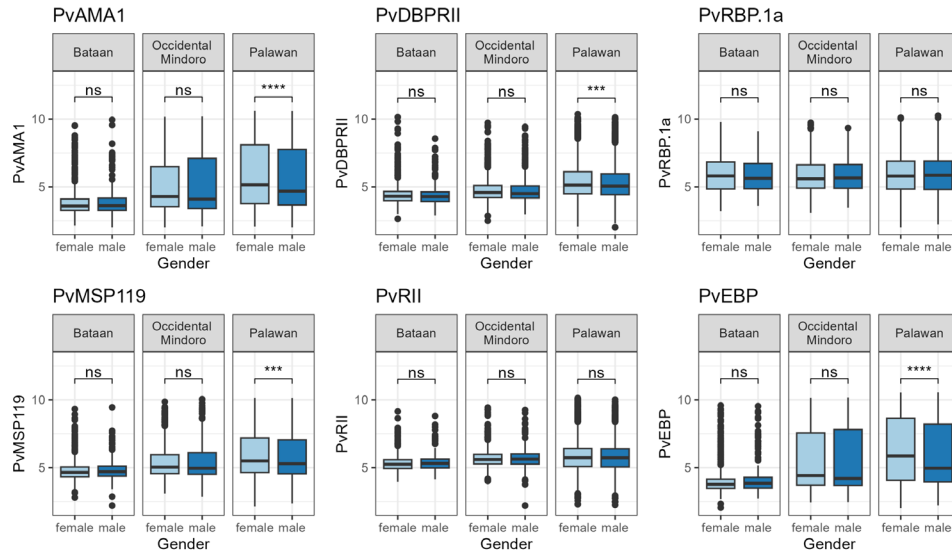 PvAMA1
Bataan
Occidental
Mindoro
Palawan
ns
ns
****
10
5
PvAMA1
female male
female male
female male
Gender
PvDBPRII
Bataan
Occidental
Mindoro
Palawan
ns
ns
***
10
5
PvDBPRII
female male
female male
female male
Gender
PvRBP.1a
Bataan
Occidental
Mindoro
Palawan
ns
ns
ns
10
5
PvRBP.1a
female male
female male
female male
Gender
PvMSP119
Bataan
Occidental
Mindoro
Palawan
ns
ns
***
10
5
PvMSP119
female male
female male
female male
Gender
PvRII
Bataan
Occidental
Mindoro
Palawan
ns
ns
ns
10
5
PvRII
female male
female male
female male
Gender
PvEBP
Bataan
Occidental
Mindoro
Palawan
ns
ns
****
10
5
PvEBP
female male
female male
female male
Gender